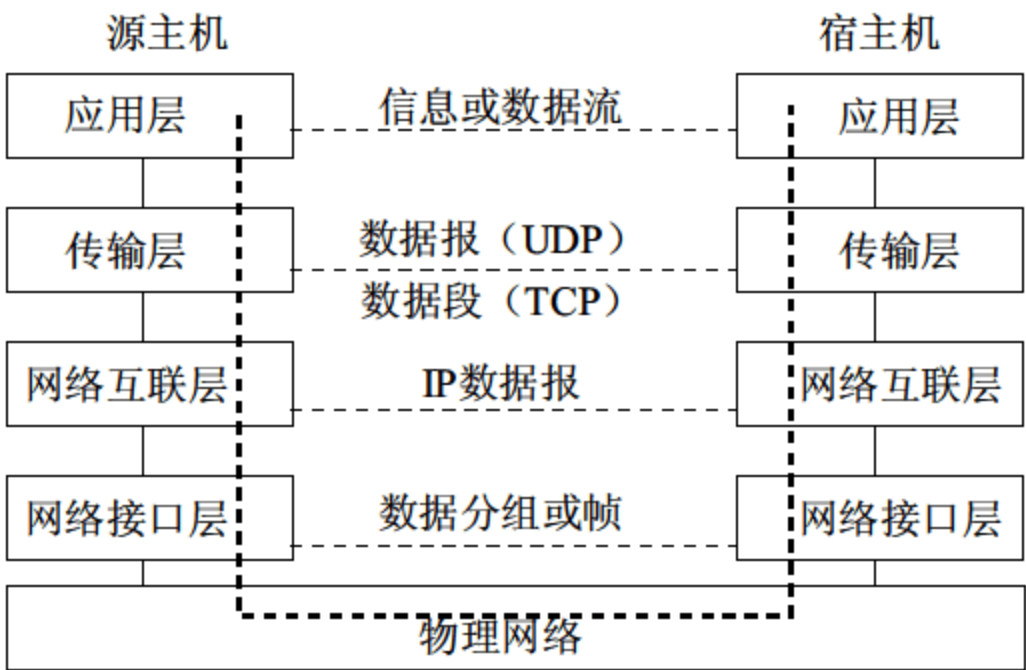 源主机 宿主机
应用层 信息或数据流 应用层
传输层 数据报（UDP） 传输层
数据段（TCP）
网络互联层 IP数据报 网络互联层
网络接口层 数据分组或帧 网络接口层
物理网络